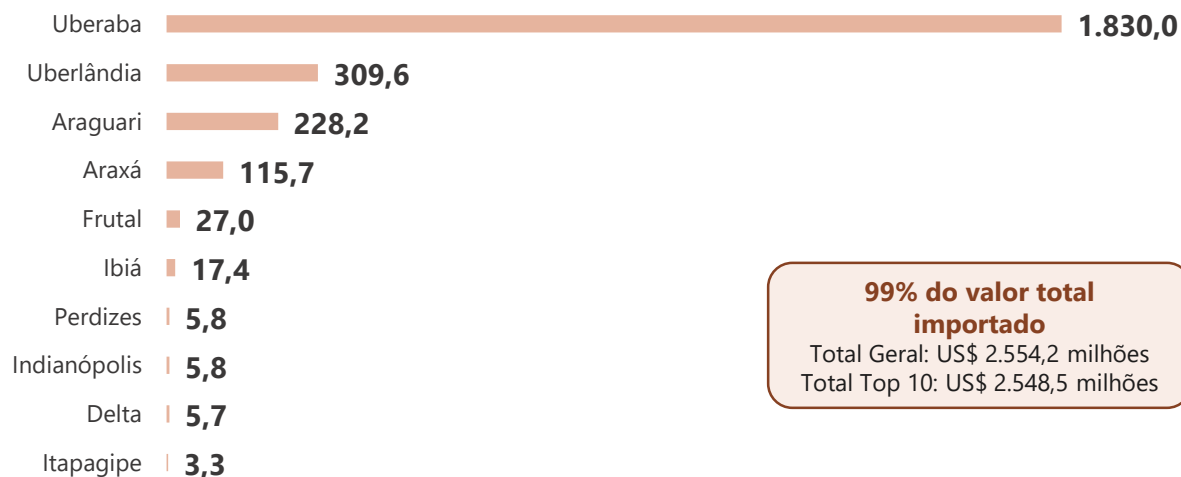 Uberaba 1.830,0
Uberlândia 309,6
Araguari 228,2
Araxá 115,7
Frutal 27,0
Ibiá 17,4
Perdizes 5,8
Indianópolis 5,8
Delta 5,7
Itapagipe 3,3
99% do valor total
importado
Total Geral: US$ 2.554,2 milhões
Total Top 10: US$ 2.548,5 milhões